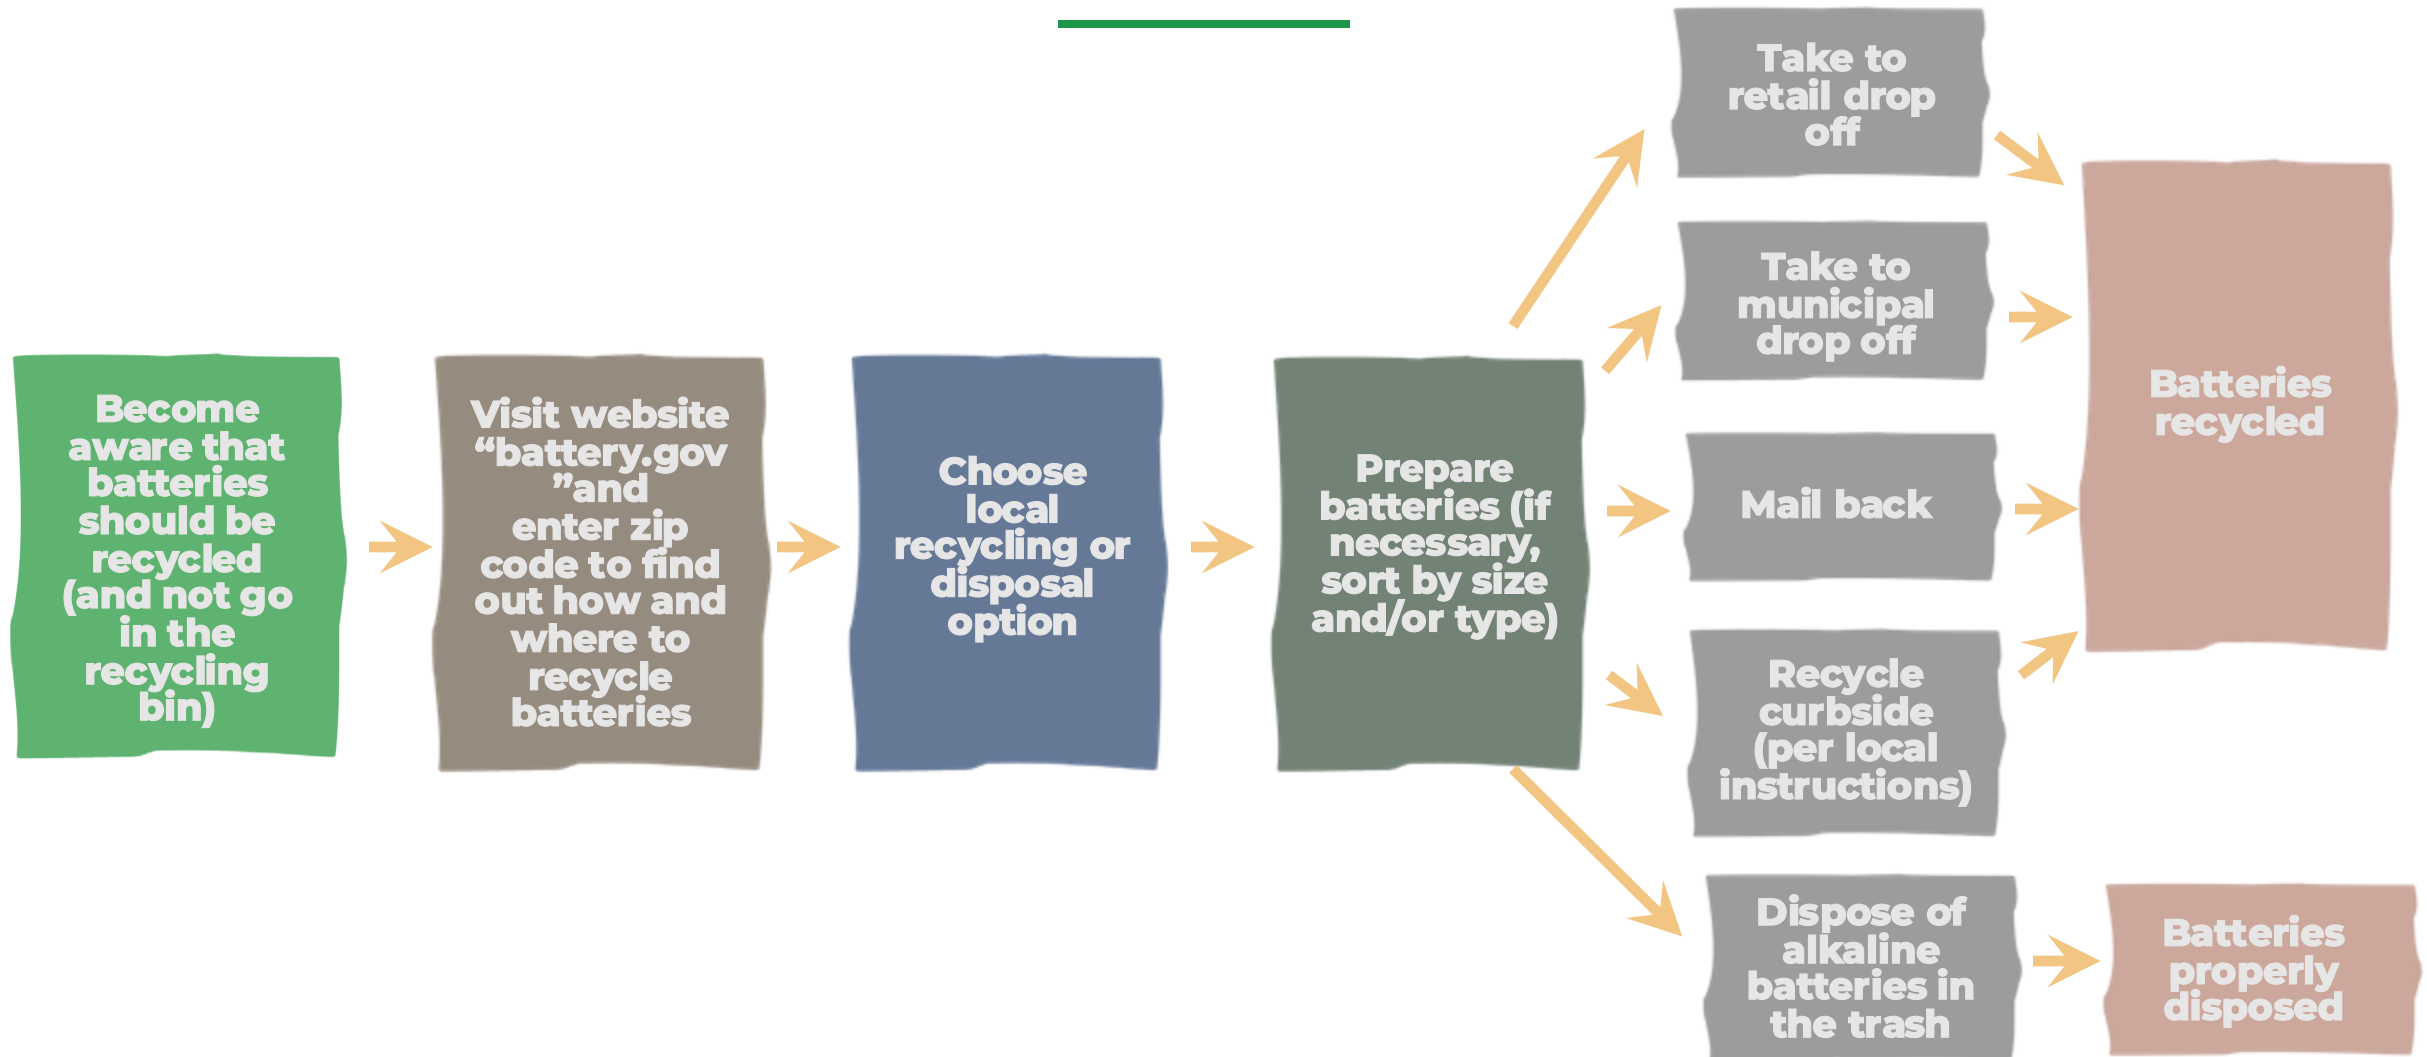 Become
aware that
batteries
should be
recycled
(and not go
in the
recycling
bin)
Visit website
“battery.gov
”and
enter zip
code to find
out how and
where to
recycle
batteries
Choose
local
recycling or
disposal
option
Prepare
batteries (if
necessary,
sort by size
and/or type)
Take to
retail drop
off
Take to
municipal
drop off
Mail back
Recycle
curbside
(per local
instructions)
Dispose of
alkaline
batteries in
the trash
Batteries
recycled
Batteries
properly
disposed